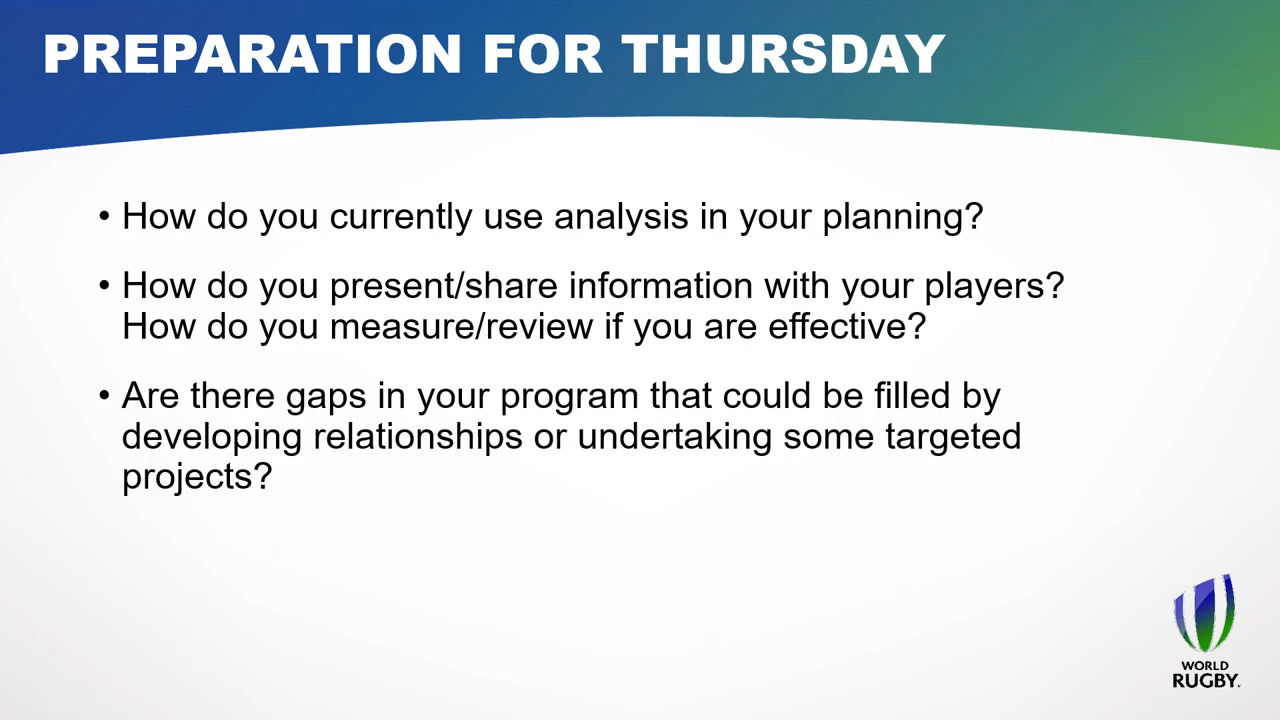 PREPARATION FOR THURSDAY
• How do you currently use analysis in your planning?
• How do you present/share information with your players?
How do you measure/review if you are effective?
• Are there gaps in your program that could be filled by
developing relationships or undertaking some targeted
projects?
WORLD
RUGBY.